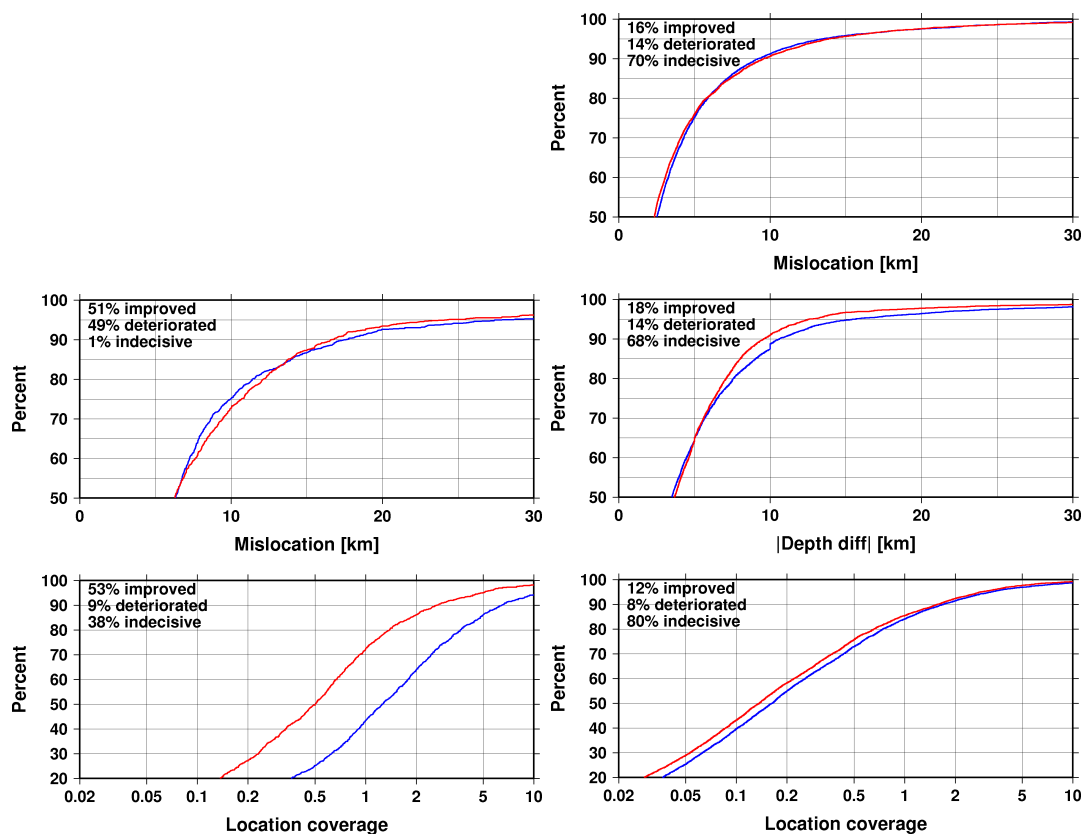 16% improved
14% deteriorated
70% indecisive
100
90
80
70
60
50
Percent
0
10
20
30
Mislocation [km]
51% improved
49% deteriorated
1% indecisive
100
90
80
70
60
50
Percent
0
10
20
30
Mislocation [km]
18% improved
14% deteriorated
68% indecisive
100
90
80
70
60
50
Percent
0
10
20
30
|Depth diff| [km]
53% improved
9% deteriorated
38% indecisive
100
90
80
70
60
50
40
30
20
Percent
0.02
0.05
0.1
0.2
0.5
1
2
5
10
Location coverage
12% improved
8% deteriorated
80% indecisive
100
90
80
70
60
50
40
30
20
Percent
0.02
0.05
0.1
0.2
0.5
1
2
5
10
Location coverage